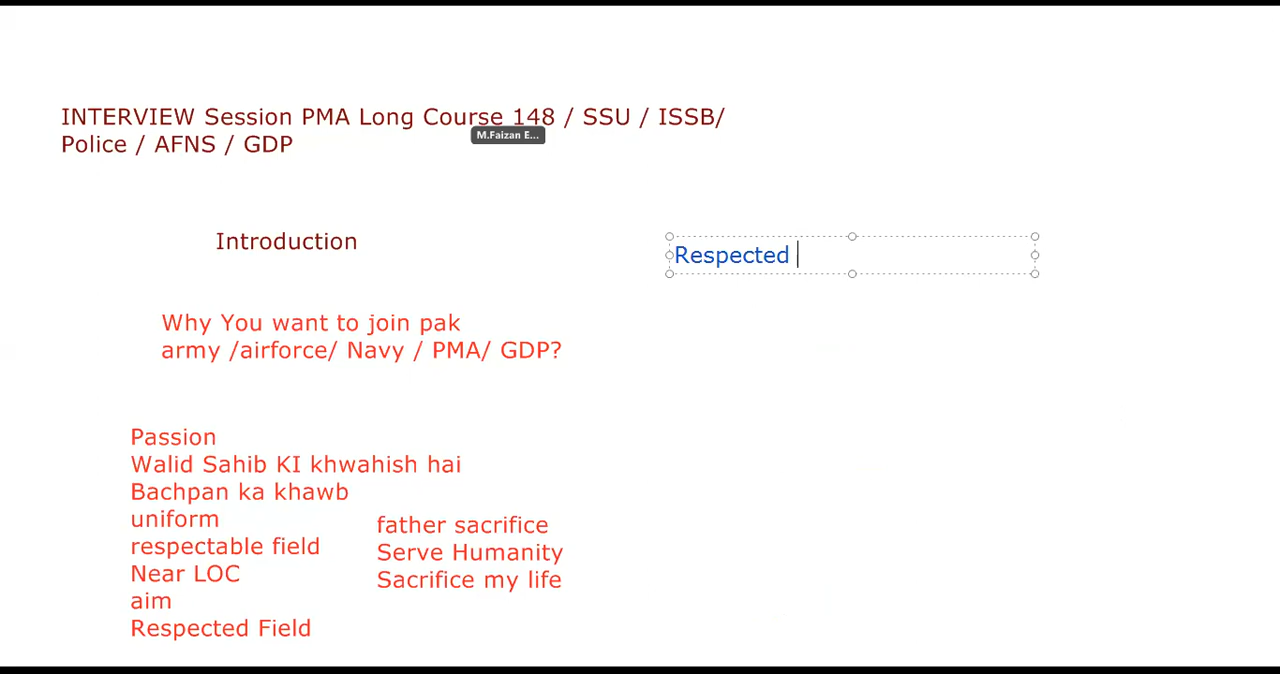 INTERVIEW Session PMA Long Course 148 / SSU / ISSB/
M.Faizan E...
Police / AFNS / GDP
Introduction
Respected
Why You want to join pak
army /airforce/ Navy / PMA/ GDP?
Passion
Walid Sahib KI khwahish hai
Bachpan ka khawb
uniform
respectable field
Near LOC
aim
Respected Field
father sacrifice
Serve Humanity
Sacrifice my life